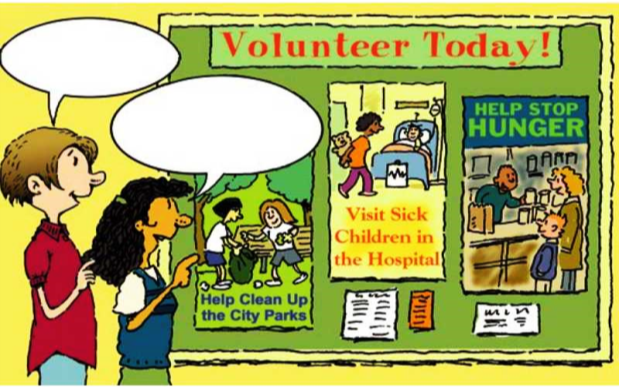 Volunteer Today!
Help Clean Up
the City Parks
Visit Sick
Children in
the Hospital
HELP STOP
HUNGER